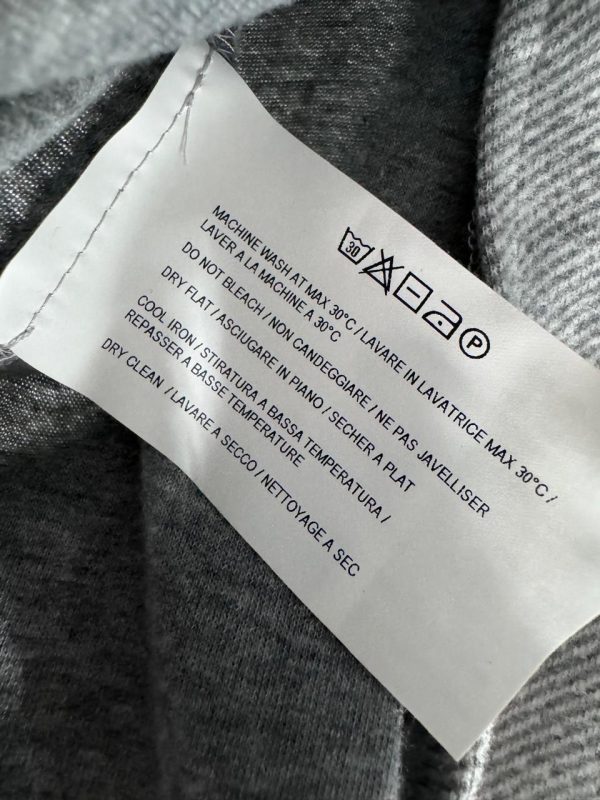 30 P
MACHINE WASH AT MAX 30°C / LAVARE IN LAVATRICE MAX 30°C /
LAVER A LA MACHINE A 30°C
DO NOT BLEACH / NON CANDEGGIARE / NE PAS JAVELLISER
DRY FLAT / ASCIUGARE IN PIANO / SECHER A PLAT
COOL IRON / STIRATURA A BASSA TEMPERATURA /
REPASSER A BASSE TEMPERATURE
DRY CLEAN / LAVARE A SECCO / NETTOYAGE A SEC